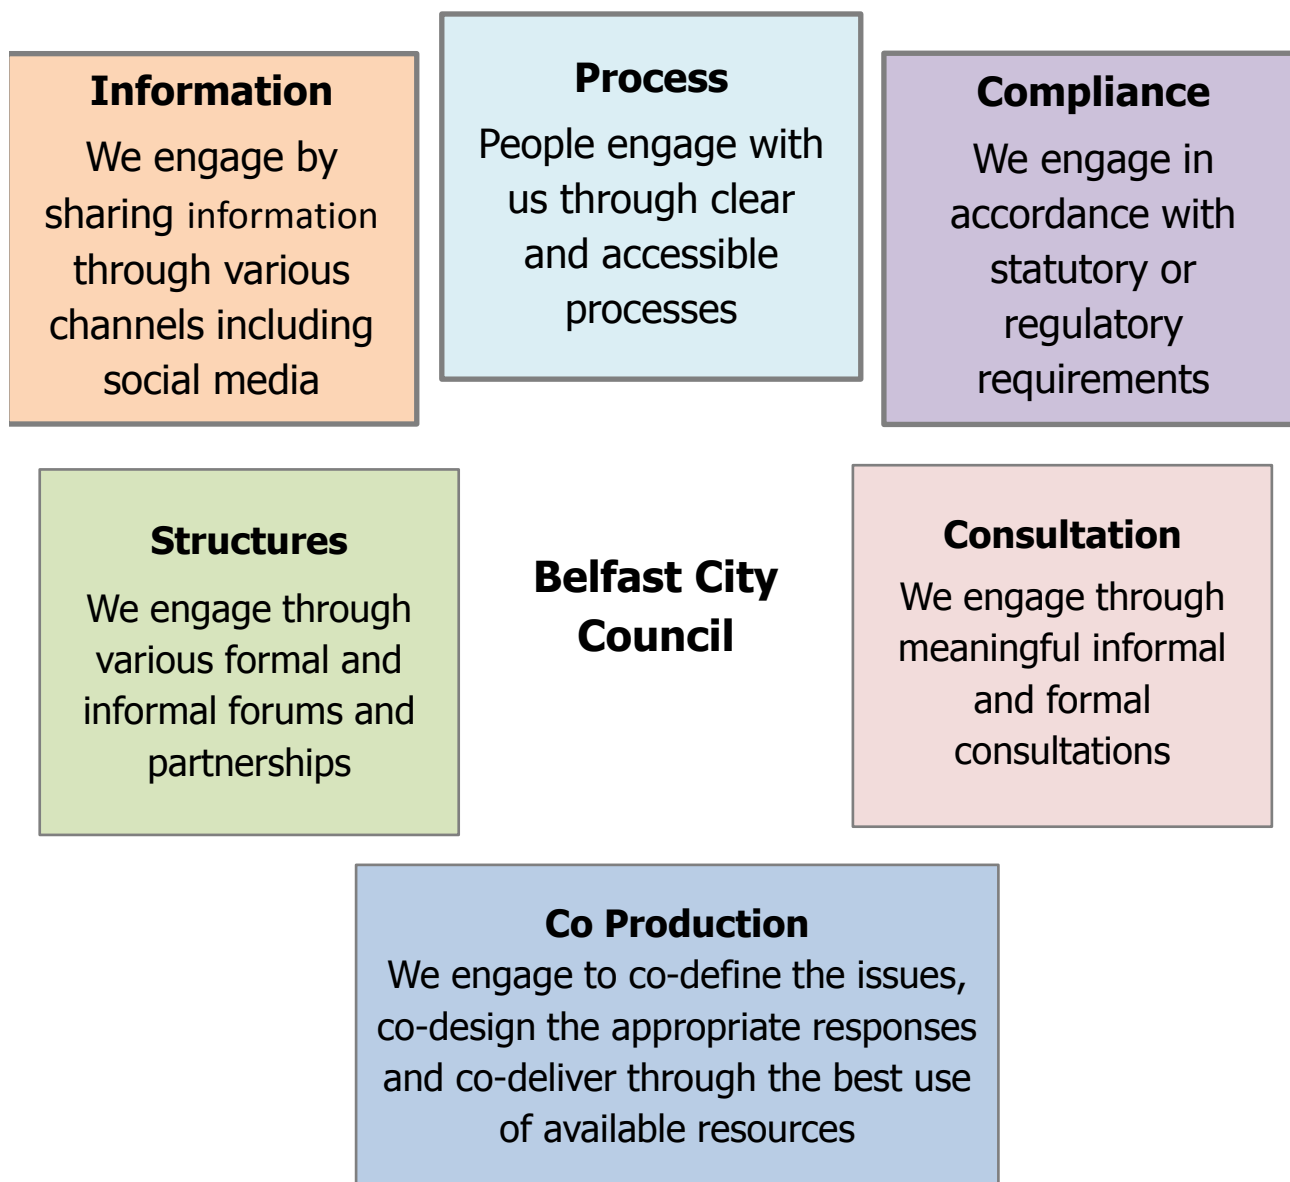 Information
We engage by
sharing information
through various
channels including
social media
Process
People engage with
us through clear
and accessible
processes
Compliance
We engage in
accordance with
statutory or
regulatory
requirements
Structures
We engage through
various formal and
informal forums and
partnerships
Belfast City
Council
Consultation
We engage through
meaningful informal
and formal
consultations
Co Production
We engage to co-define the issues,
co-design the appropriate responses
and co-deliver through the best use
of available resources